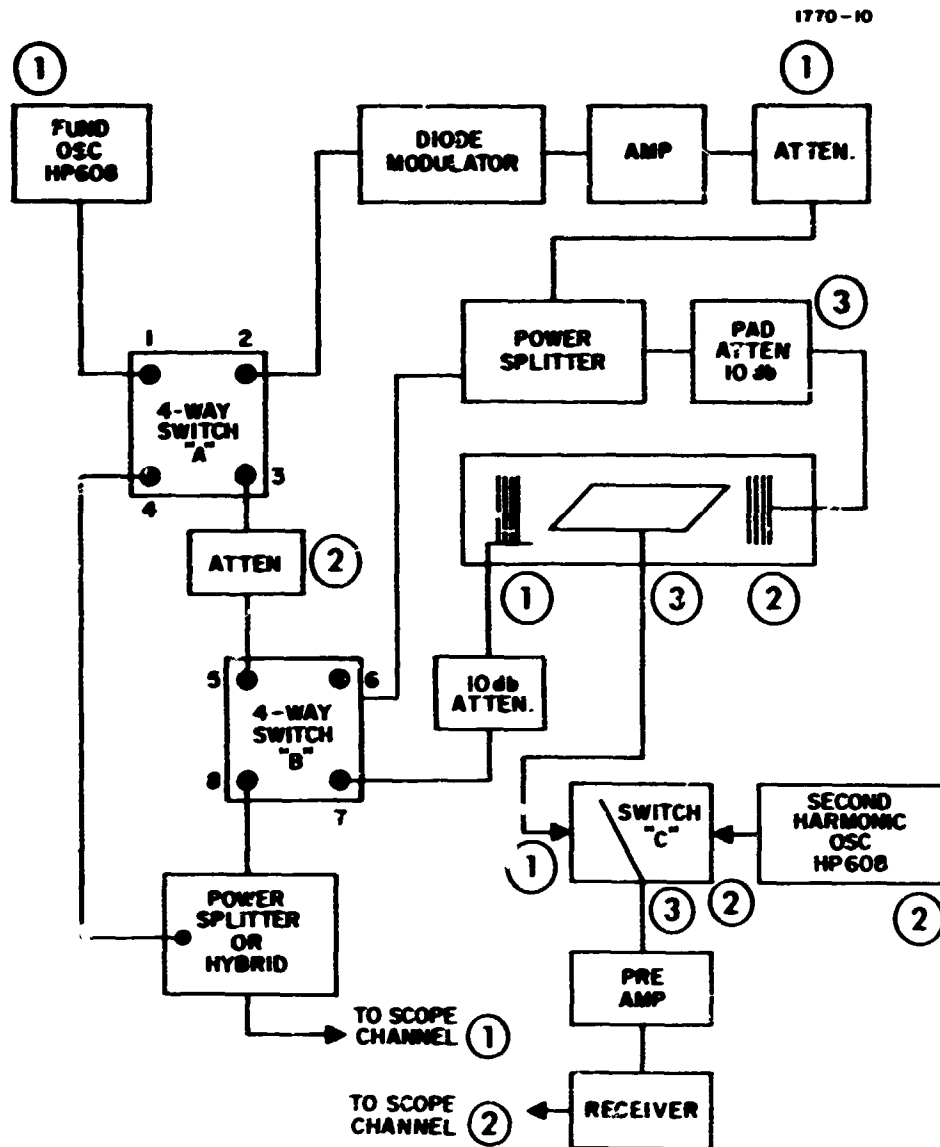 1770-10
1
1
FUND
OSC
HP608
DIODE
MODULATOR
AMP
ATTEN.
3
POWER
SPLITTER
PAD
ATTEN
10 db
1
2
4-WAY
SWITCH
"A"
4
3
ATTEN
2
1
3
2
5
6
4-WAY
SWITCH
"B"
8
7
10 db
ATTEN.
SWITCH
"C"
1
3
2
SECOND
HARMONIC
OSC
HP608
2
POWER
SPLITTER
OR
HYBRID
PRE
AMP
TO SCOPE
CHANNEL 1
TO SCOPE
CHANNEL 2
RECEIVER